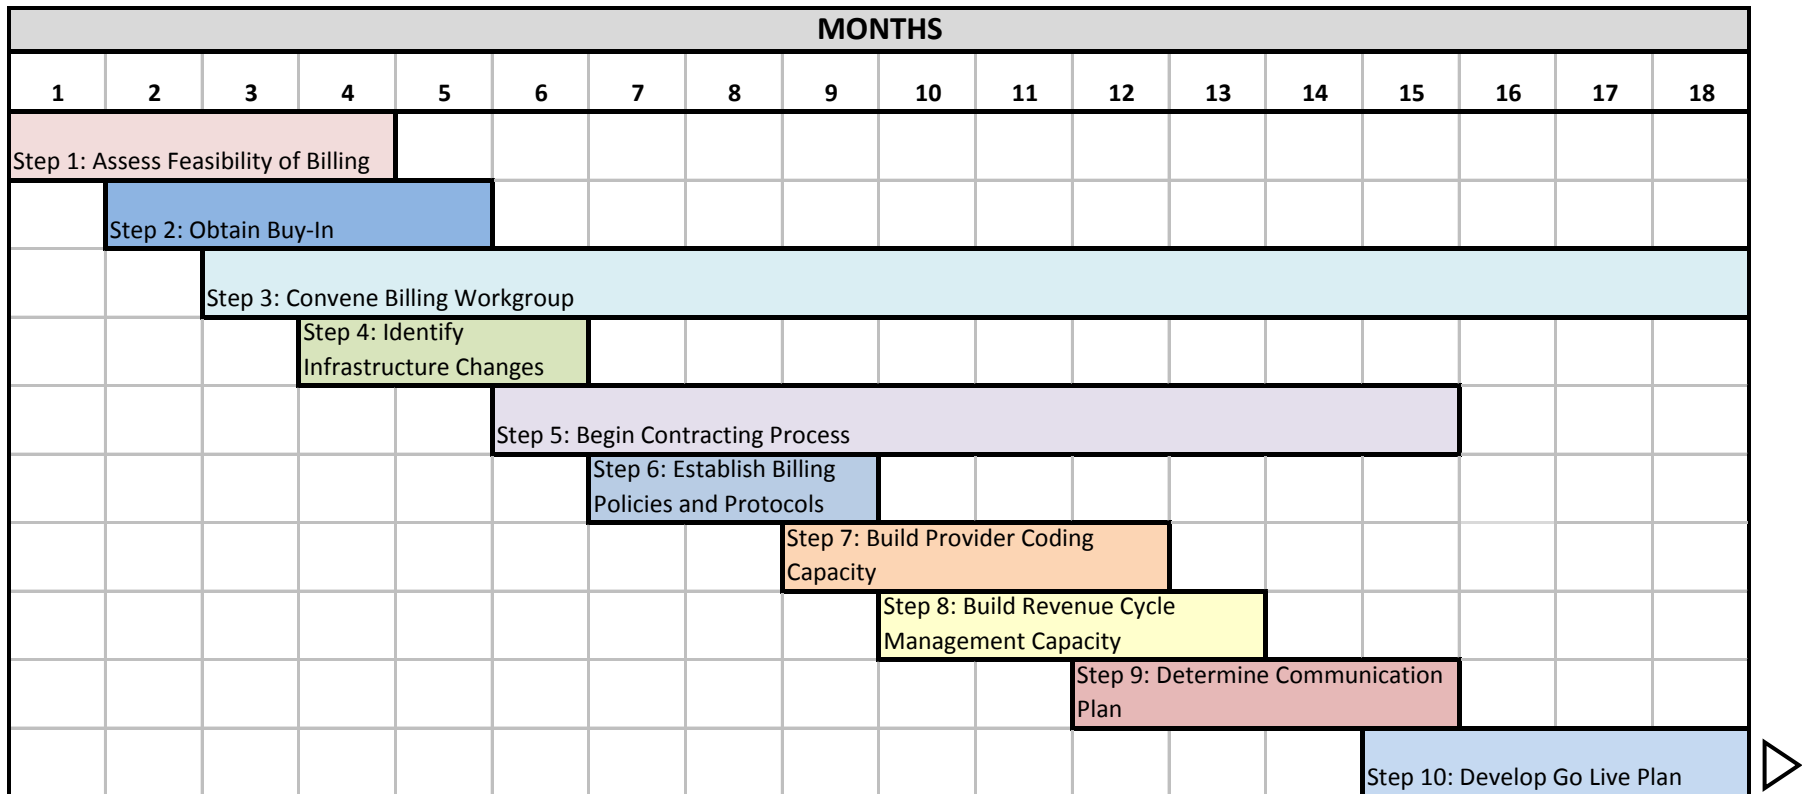 MONTHS
1 2 3 4 5 6 7 8 9 10 11 12 13 14 15 16 17 18
Step 1: Assess Feasibility of Billing
Step 2: Obtain Buy-In
Step 3: Convene Billing Workgroup
Step 4: Identify
Infrastructure Changes
Step 5: Begin Contracting Process
Step 6: Establish Billing
Policies and Protocols
Step 7: Build Provider Coding
Capacity
Step 8: Build Revenue Cycle
Management Capacity
Step 9: Determine Communication
Plan
Step 10: Develop Go Live Plan